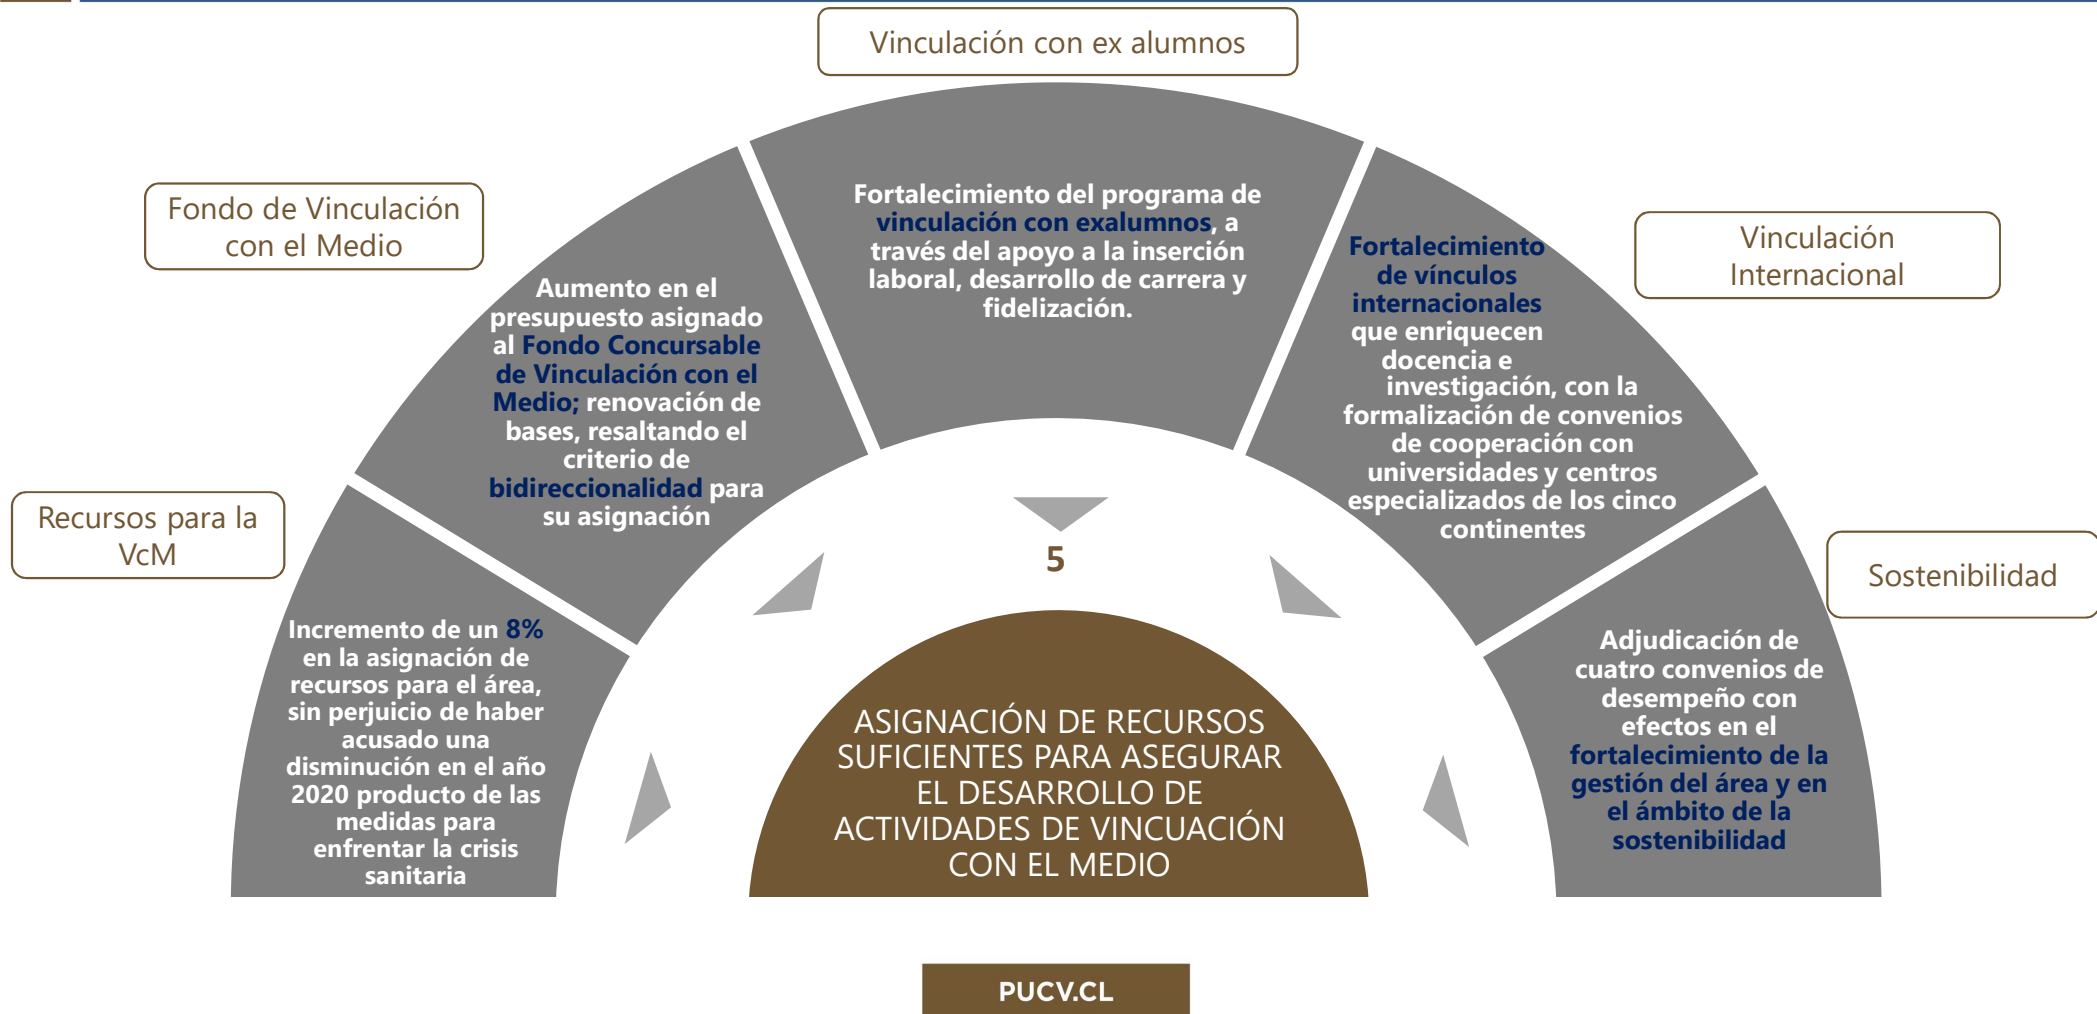 Vinculación con ex alumnos
Fondo de Vinculación
con el Medio
Vinculación
Internacional
Recursos para la
VcM
Sostenibilidad
Incremento de un 8%
en la asignación de
recursos para el área,
sin perjuicio de haber
acusado una
disminución en el año
2020 producto de las
medidas para
enfrentar la crisis
sanitaria
Aumento en el
presupuesto asignado
al Fondo Concursable
de Vinculación con el
Medio; renovación de
bases, resaltando el
criterio de
bidireccionalidad para
su asignación
Fortalecimiento del programa de
vinculación con exalumnos, a
través del apoyo a la inserción
laboral, desarrollo de carrera y
fidelización.
Fortalecimiento
de vínculos
internacionales
que enriquecen
docencia e
investigación, con la
formalización de convenios
de cooperación con
universidades y centros
especializados de los cinco
continentes
Adjudicación de
cuatro convenios de
desempeño con
efectos en el
fortalecimiento de la
gestión del área y en
el ámbito de la
sostenibilidad
5
ASIGNACIÓN DE RECURSOS
SUFICIENTES PARA ASEGURAR
EL DESARROLLO DE
ACTIVIDADES DE VINCUACIÓN
CON EL MEDIO
PUCV.CL